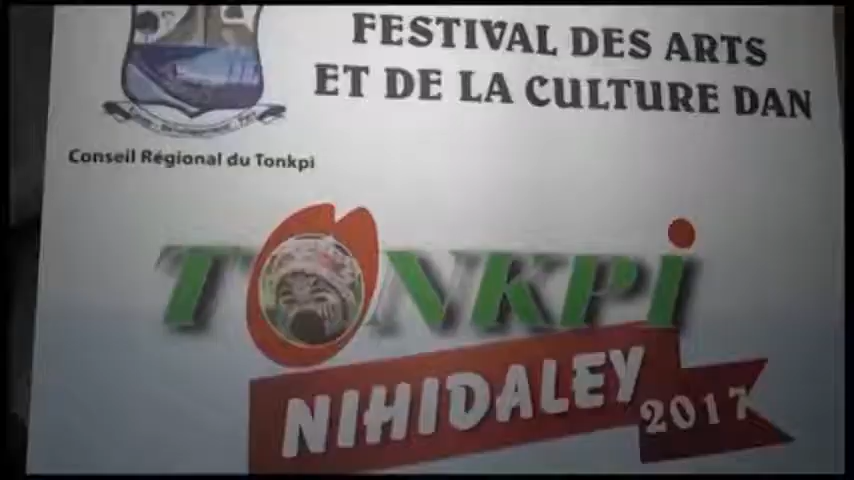 FESTIVAL DES ARTS
ET DE LA CULTURE DAN
Conseil Régional du Tonkpi
TONKPi
NIHIDALEY
2017